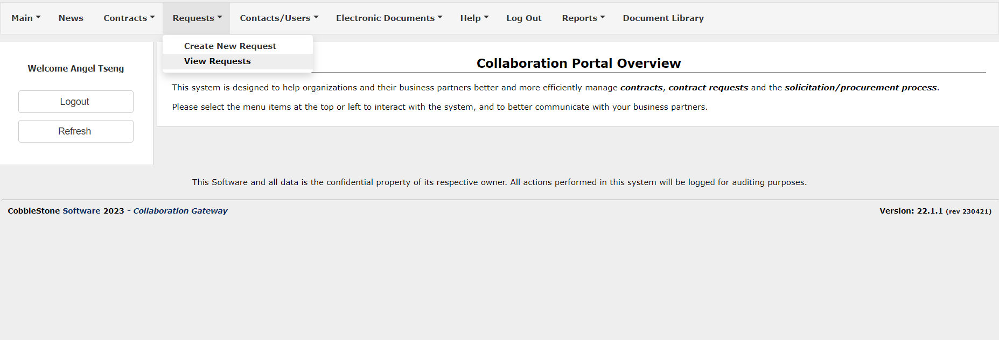 Main News Contracts Requests Contacts/Users Electronic Documents Help Log Out Reports Document Library
Create New Request
View Requests
Welcome Angel Tseng
Logout
Refresh
Collaboration Portal Overview
This system is designed to help organizations and their business partners better and more efficiently manage contracts, contract requests and the solicitation/procurement process.
Please select the menu items at the top or left to interact with the system, and to better communicate with your business partners.
This Software and all data is the confidential property of its respective owner. All actions performed in this system will be logged for auditing purposes.
CobbleStone Software 2023 - Collaboration Gateway
Version: 22.1.1 (rev 230421)